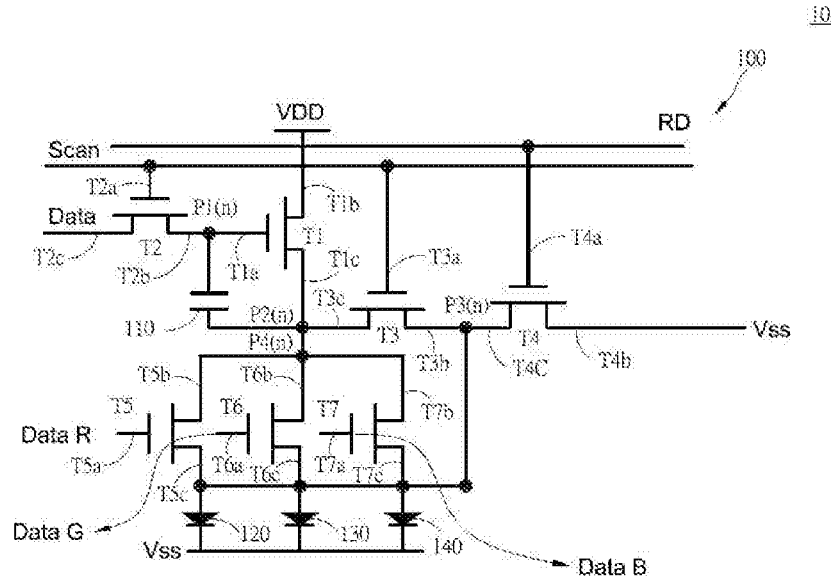 10
100
VDD
RD
Scan
T2a
P1(n)
T1b
Data
T2c
T2
T2b
T1a
T1
T1c
T3a
T4a
110
P2(n)
T3c
T3
T3b
P3(n)
T4
T4C
T4b
Vss
P4(n)
T5b
T6b
T7b
T5
T6
T7
Data R
T5a
T6a
T7a
T5c
T6c
T7c
Data G
120
130
140
Vss
Data B